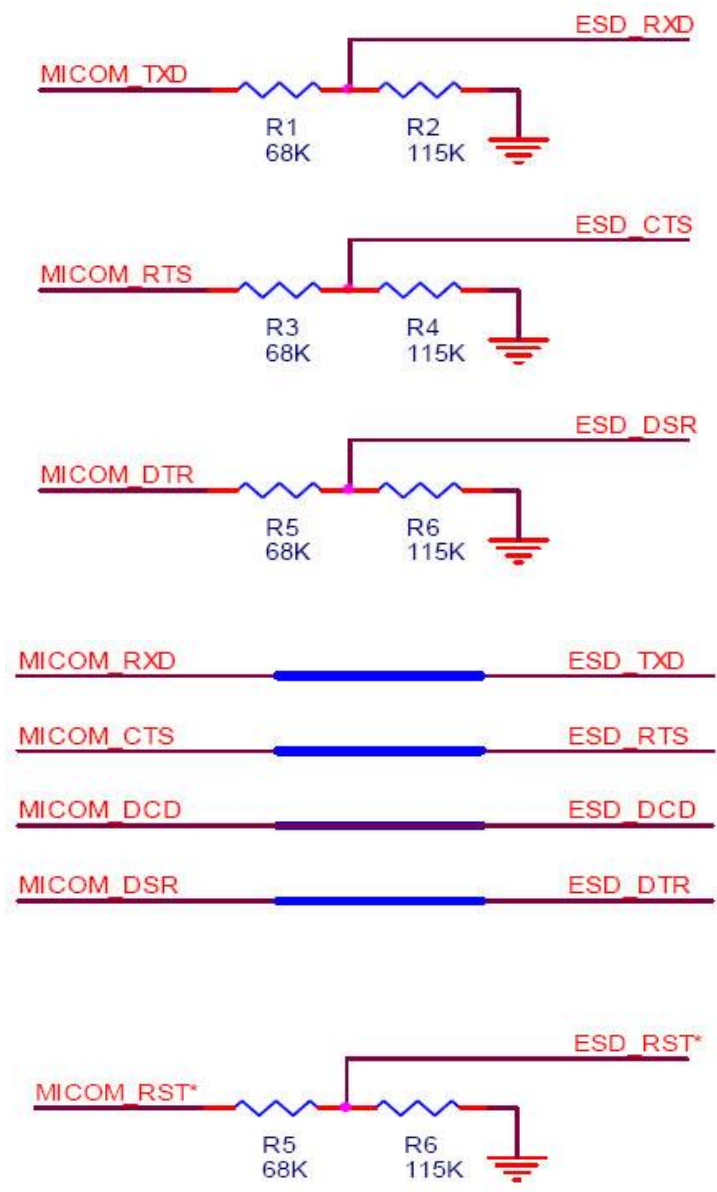 ESD_RXD
MICOM_TXD
R1 R2
68K 115K
ESD_CTS
MICOM_RTS
R3 R4
68K 115K
ESD_DSR
MICOM_DTR
R5 R6
68K 115K
MICOM_RXD ESD_TXD
MICOM_CTS ESD_RTS
MICOM_DCD ESD_DCD
MICOM_DSR ESD_DTR
ESD_RST*
MICOM_RST*
R5 R6
68K 115K